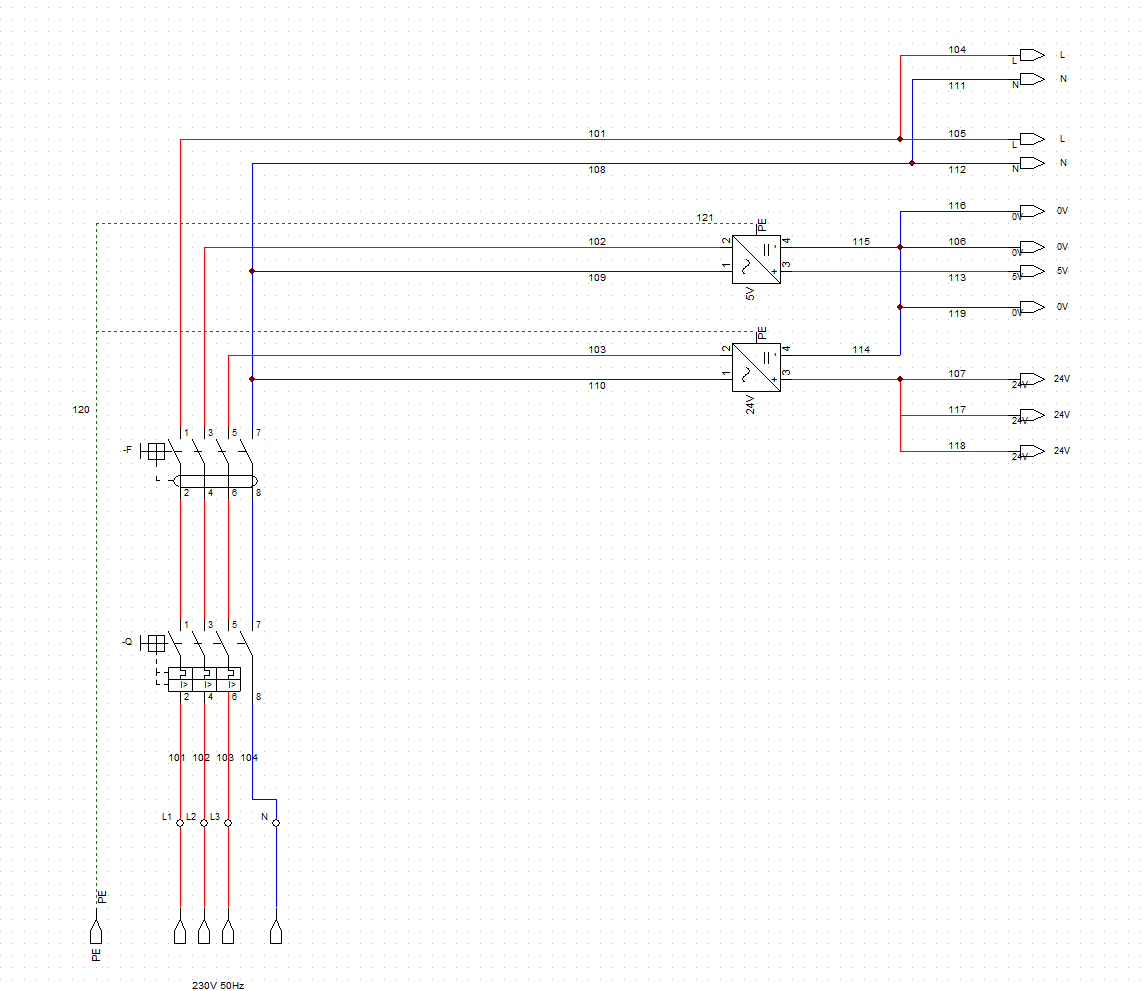 104
L L
N N
111
101
105
L L
108
N N
112
116
0V 0V
121
PE
102
2 4
115
106
0V 0V
109
1 3
113
5V 5V
5V
119
0V 0V
PE
103
2 4
114
110
1 3
107
24V 24V
24V
117
24V 24V
118
24V 24V
120
-F
1 3 5 7
2 4 6 8
-Q
1 3 5 7
I> I> I>
2 4 6 8
101 102 103 104
L1 L2 L3 N
PE
PE
230V 50Hz